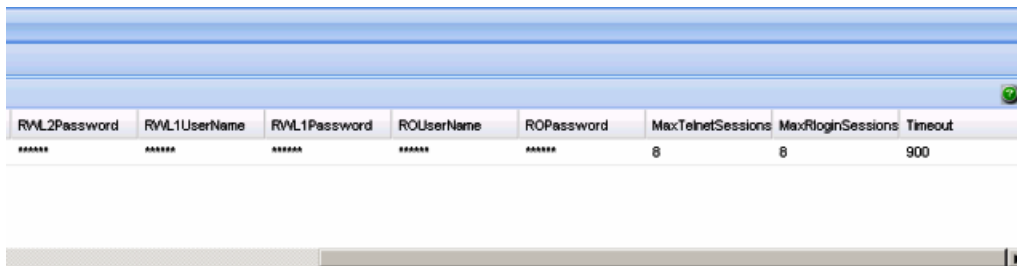 RWL2Password RWL1UserName RWL1Password ROUserName ROPassword MaxTelnetSessions MaxRloginSessions Timeout
****** ****** ****** ****** ****** 8 8 900